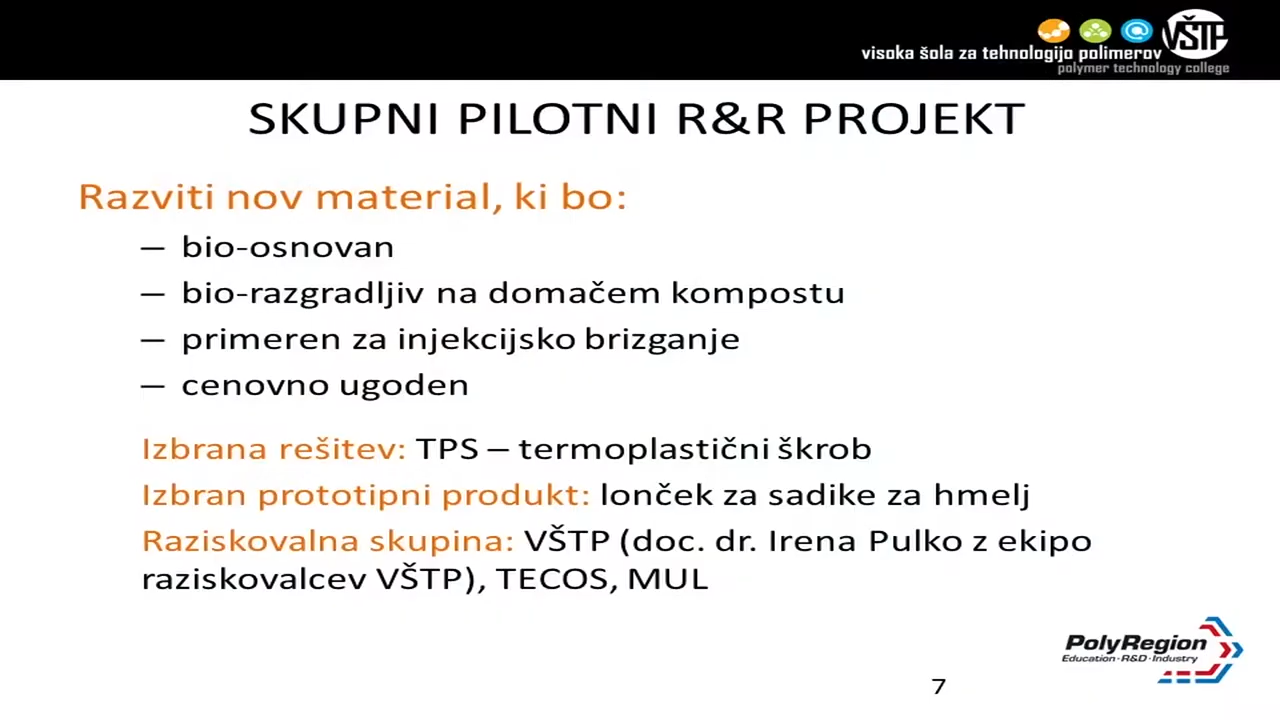 visoka šola za tehnologijo polimerov
VŠTP
polymer technology college
SKUPNI PILOTNI R&R PROJEKT
Razviti nov material, ki bo:
– bio-osnovan
– bio-razgradljiv na domačem kompostu
– primeren za injekcijsko brizganje
– cenovno ugoden
Izbrana rešitev: TPS – termoplastični škrob
Izbran prototipni produkt: lonček za sadike za hmelj
Raziskovalna skupina: VŠTP (doc. dr. Irena Pulko z ekipo
raziskovalcev VŠTP), TECOS, MUL
PolyRegion
Education·R&D·Industry
7